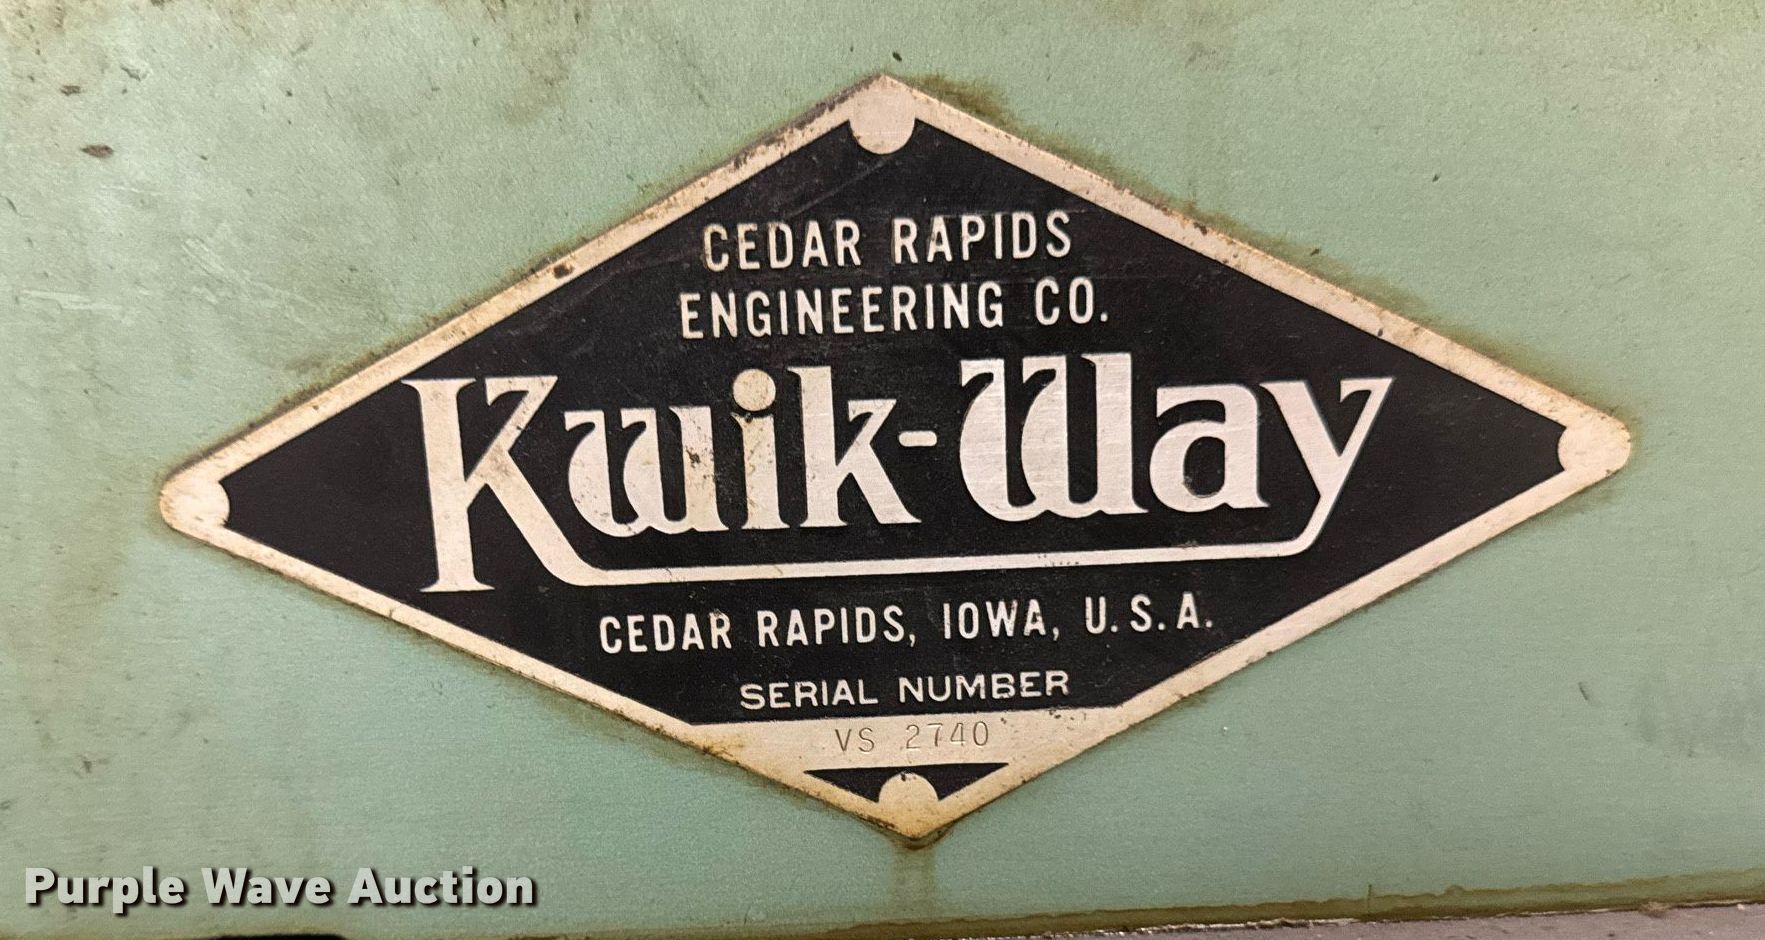 CEDAR RAPIDS
ENGINEERING CO.
Kwik-Way
CEDAR RAPIDS, IOWA, U.S.A.
SERIAL NUMBER
VS 2740
Purple Wave Auction